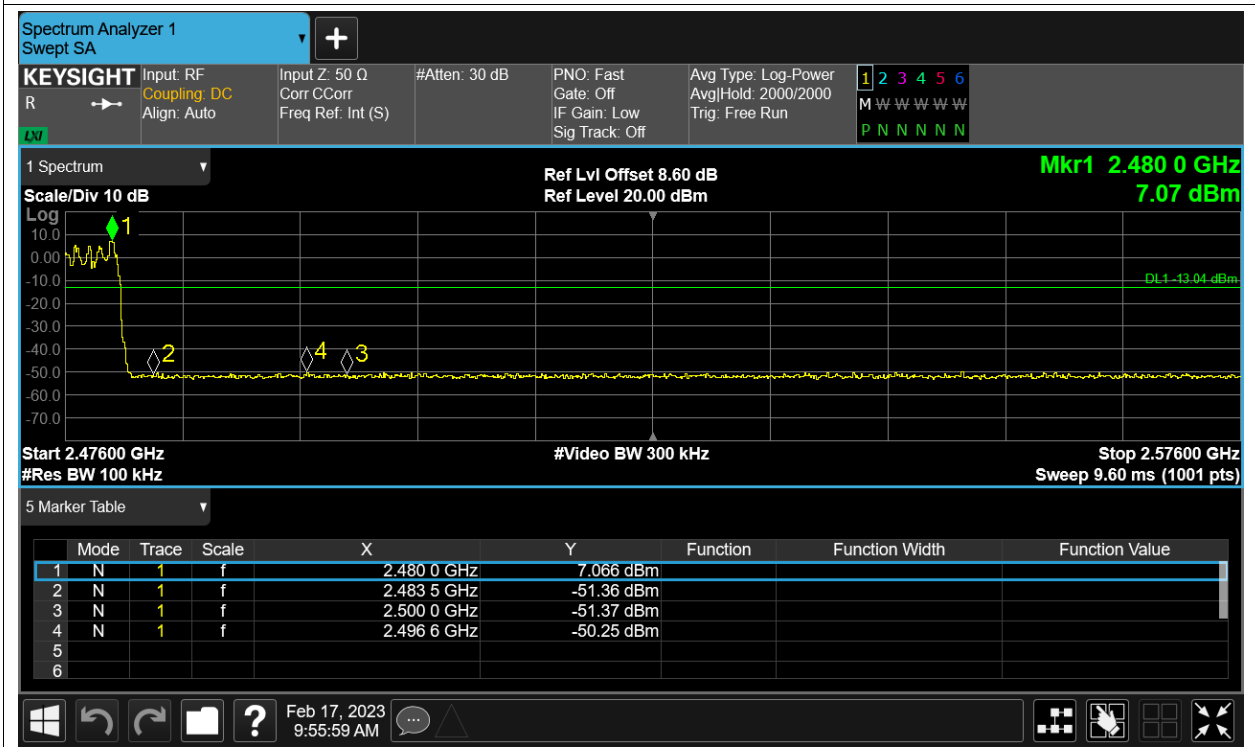 Spectrum Analyzer 1
Swept SA
KEYSIGHT Input: RF Input Z: 50 Ω #Atten: 30 dB PNO: Fast Avg Type: Log-Power 1 2 3 4 5 6
R Coupling: DC Corr CCorr Gate: Off Avg|Hold: 2000/2000 M W W W W W
Align: Auto Freq Ref: Int (S) IF Gain: Low Trig: Free Run
LXI Sig Track: Off P N N N N N
1 Spectrum Ref Lvl Offset 8.60 dB Mkr1 2.480 0 GHz
Scale/Div 10 dB Ref Level 20.00 dBm 7.07 dBm
Log
1
10.0
0.00
-10.0
DL1 -13.04 dBm
-20.0
-30.0
-40.0
2 4 3
-50.0
-60.0
-70.0
Start 2.47600 GHz #Video BW 300 kHz Stop 2.57600 GHz
#Res BW 100 kHz Sweep 9.60 ms (1001 pts)
5 Marker Table
Mode Trace Scale X Y Function Function Width Function Value
1 N 1 f 2.480 0 GHz 7.066 dBm
2 N 1 f 2.483 5 GHz -51.36 dBm
3 N 1 f 2.500 0 GHz -51.37 dBm
4 N 1 f 2.496 6 GHz -50.25 dBm
5
6
? Feb 17, 2023
9:55:59 AM